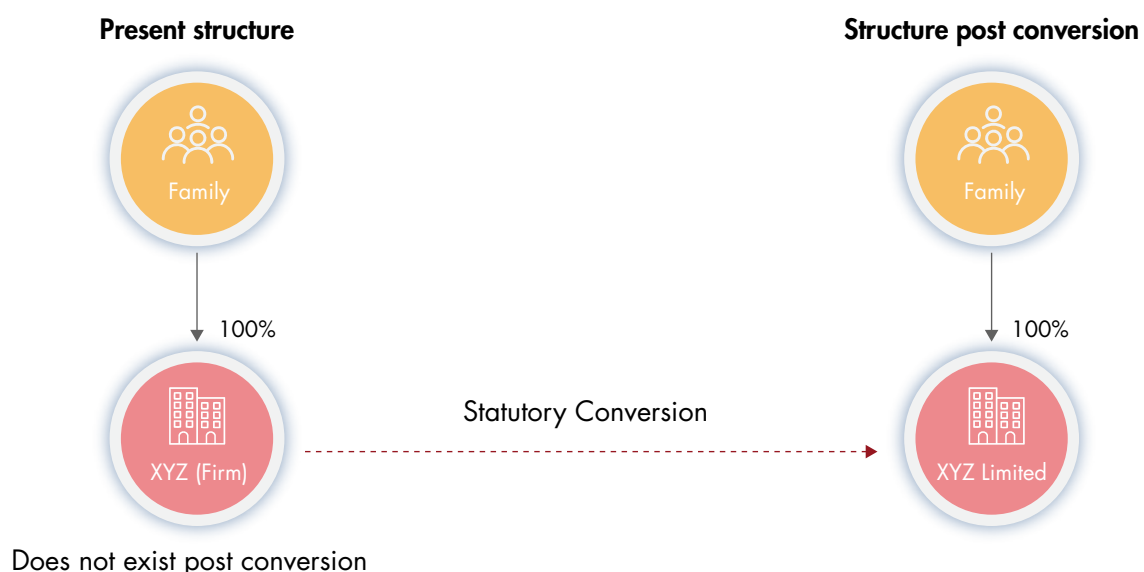 Present structure
Structure post conversion
Family
Family
100%
100%
Statutory Conversion
XYZ (Firm)
XYZ Limited
Does not exist post conversion